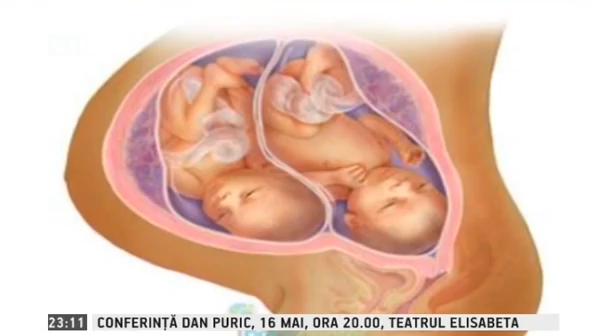 23:11 CONFERINȚĂ DAN PURIC, 16 MAI, ORA 20.00, TEATRUL ELISABETA